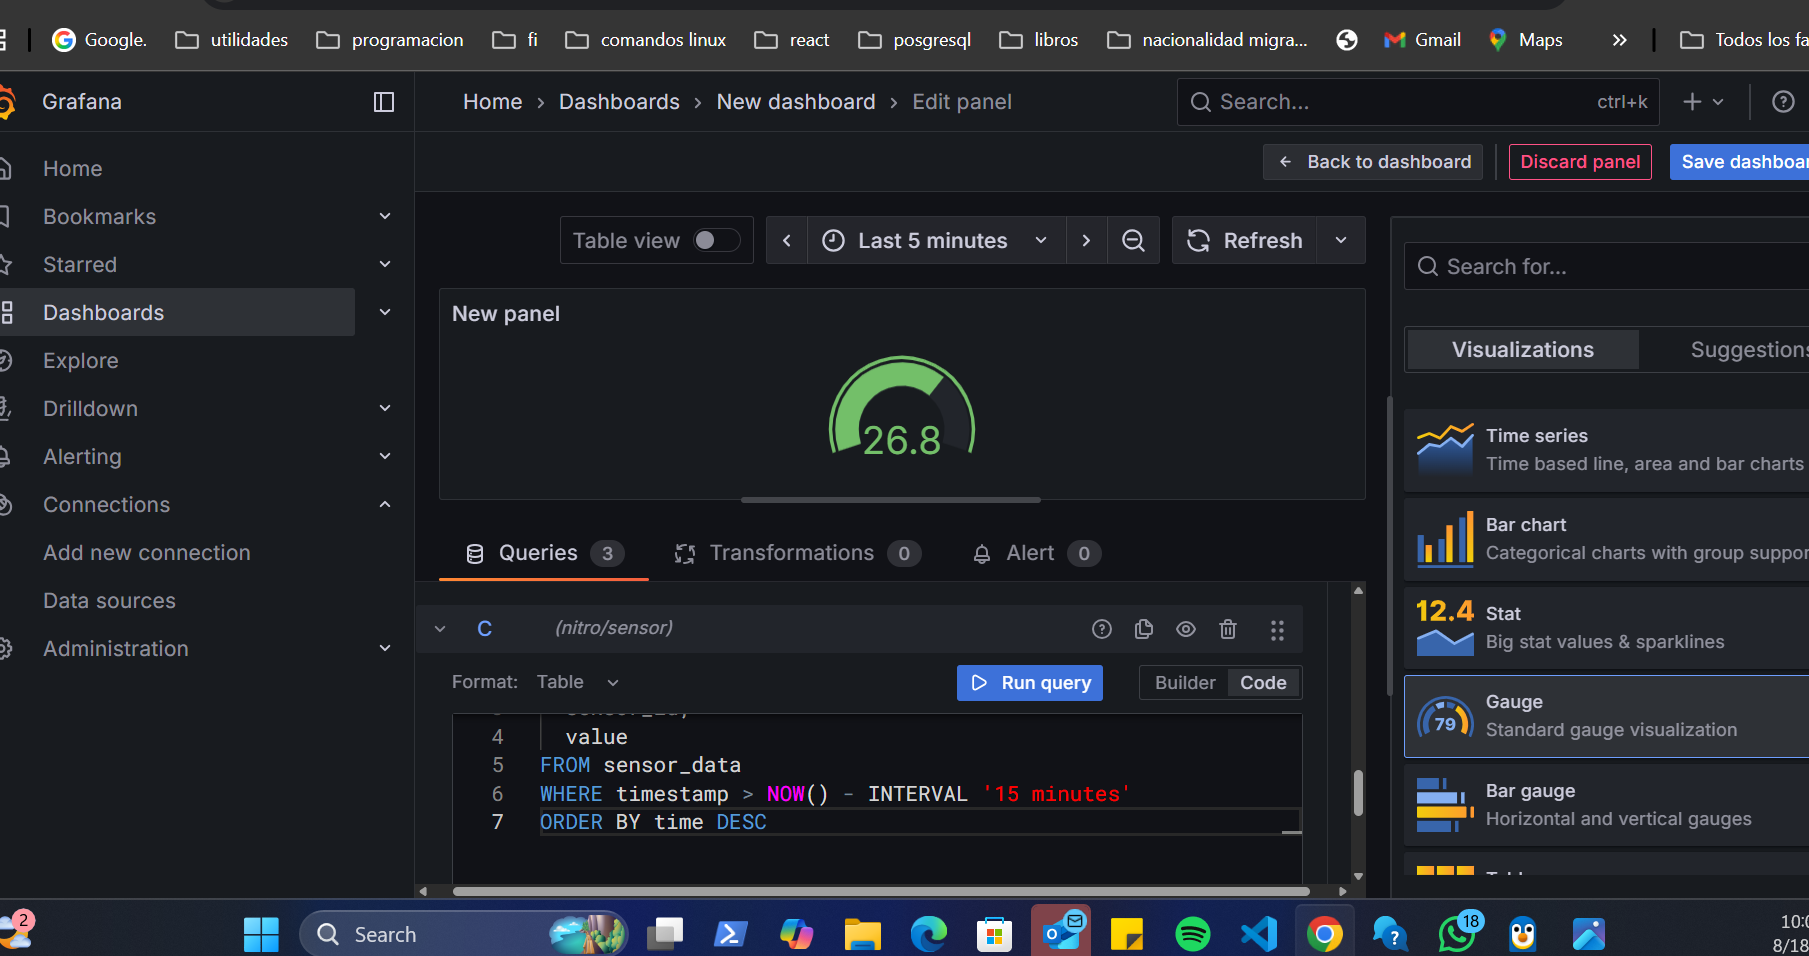 Google.
utilidades
programacion
fi
comandos linux
react
posgresql
libros
nacionalidad migra...
Gmail
Maps
»
Todos los fa
Grafana
Home › Dashboards › New dashboard › Edit panel
Search...
ctrl+k
Home
Bookmarks
Starred
Dashboards
Explore
Drilldown
Alerting
Connections
Add new connection
Data sources
Administration
Back to dashboard
Discard panel
Save dashboar
Table view
Last 5 minutes
Refresh
New panel
26.8
Queries 3
Transformations 0
Alert 0
C
(nitro/sensor)
Format: Table
Run query
Builder
Code
4 value
5 FROM sensor_data
6 WHERE timestamp > NOW() - INTERVAL '15 minutes'
7 ORDER BY time DESC
Search for...
Visualizations
Suggestions
Time series
Time based line, area and bar charts
Bar chart
Categorical charts with group suppor
12.4
Stat
Big stat values & sparklines
79
Gauge
Standard gauge visualization
Bar gauge
Horizontal and vertical gauges
2
Search
18
10:0
8/18